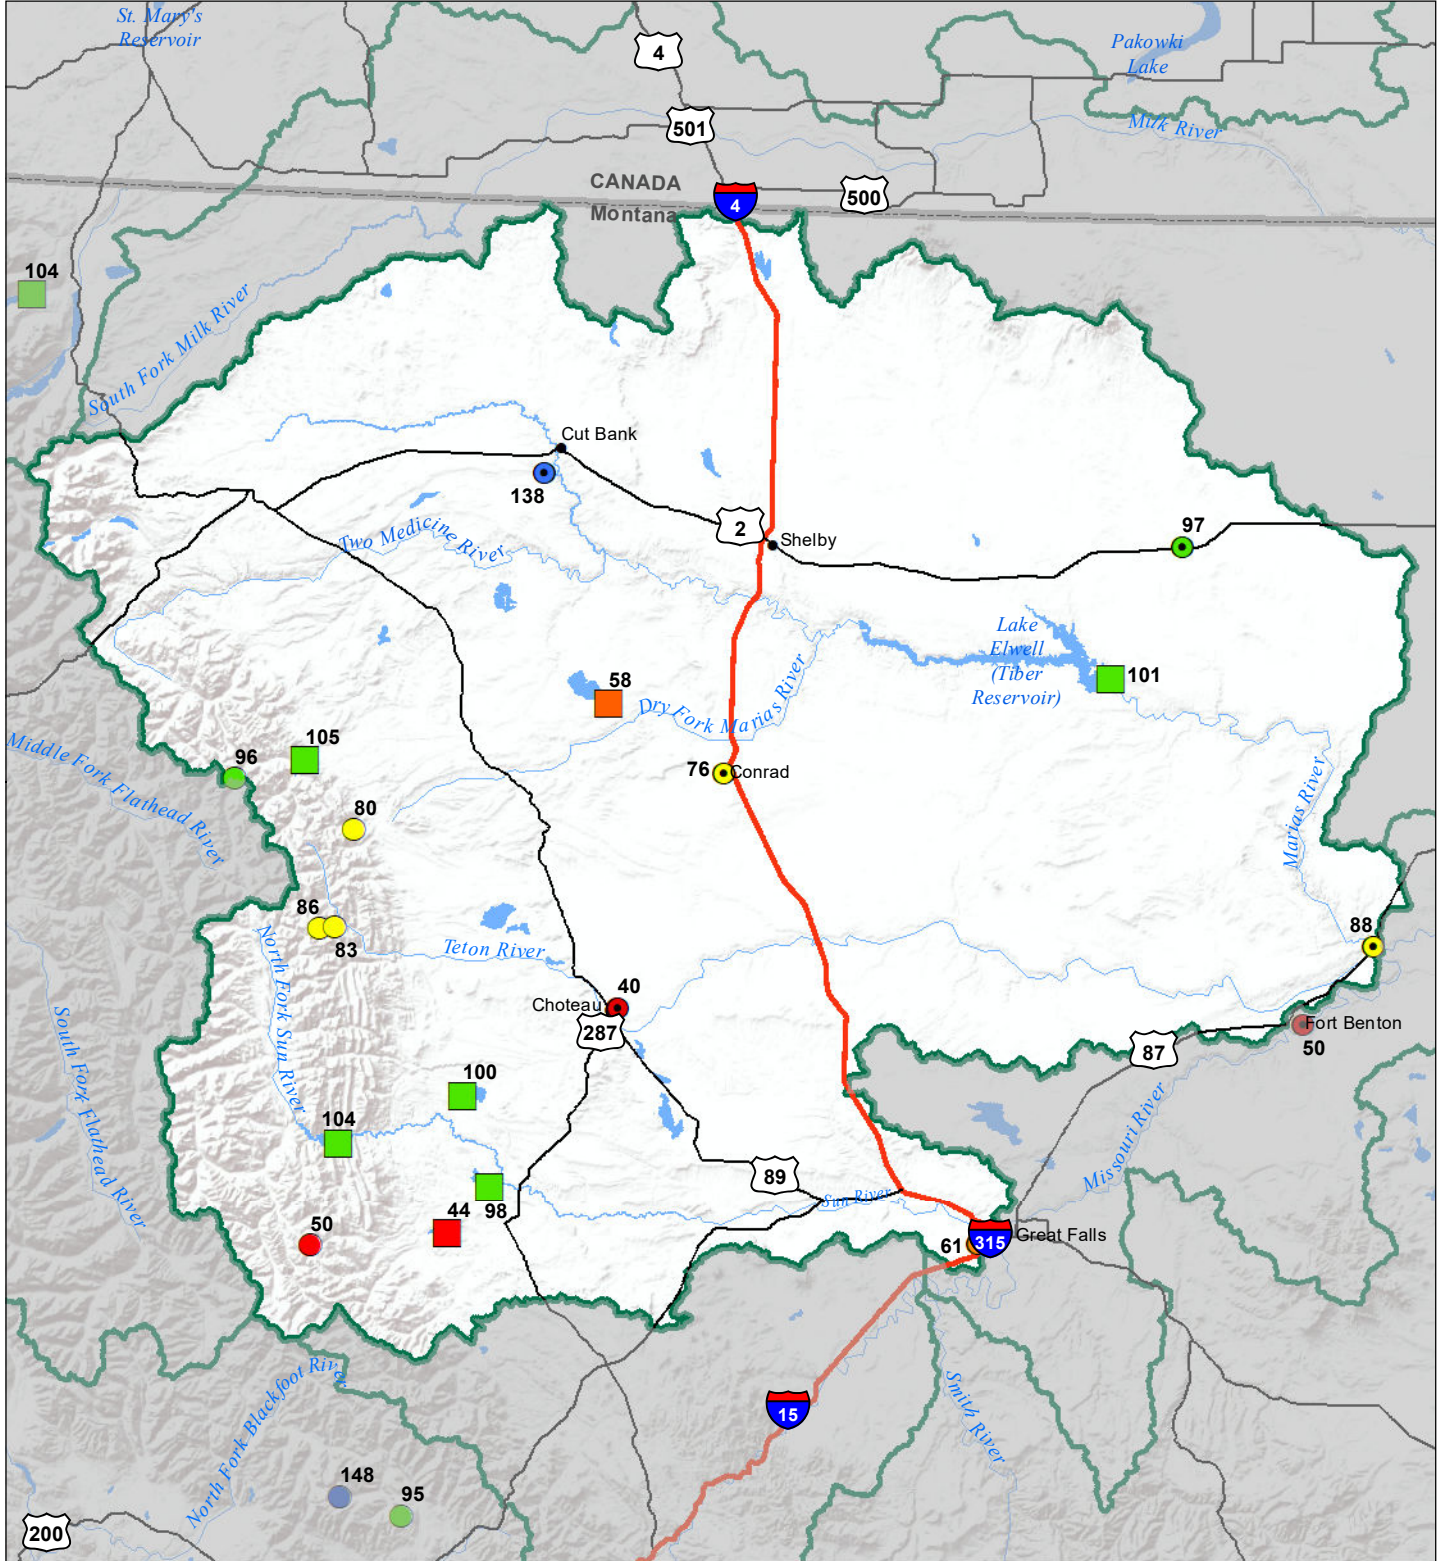 St. Mary's
Reservoir
4
Pakowki
Lake
501
Milk River
CANADA
4
500
Montana
104
South Fork Milk River
Cut Bank
138
2
Shelby
97
Two Medicine River
Lake
Elwell
(Tiber
Reservoir)
101
58
Dry Fork Marias River
105
96
Middle Fork Flathead River
76
Conrad
80
Marias River
86
83
88
North Fork Sun River
Teton River
40
Choteau
287
Fort Benton
50
87
South Fork Flathead River
100
104
Missouri River
89
98
Sun River
44
50
61
315
Great Falls
North Fork Blackfoot River
15
Smith River
148
95
200